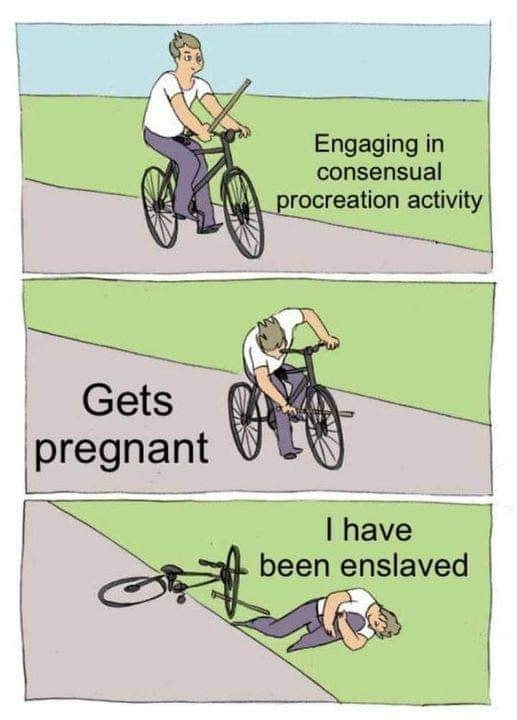 Engaging in
consensual
procreation activity
Gets
pregnant
I have
been enslaved